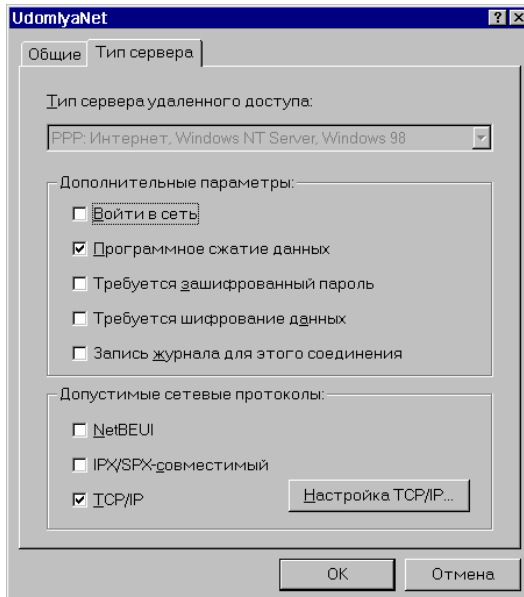 UdomlyaNet
Общие
Тип сервера
Тип сервера удаленного доступа:
PPP: Интернет, Windows NT Server, Windows 98
Дополнительные параметры:
Войти в сеть
Программное сжатие данных
Требуется зашифрованный пароль
Требуется шифрование данных
Запись журнала для этого соединения
Допустимые сетевые протоколы:
NetBEUI
IPX/SPX-совместимый
TCP/IP
Настройка TCP/IP...
OK
Отмена